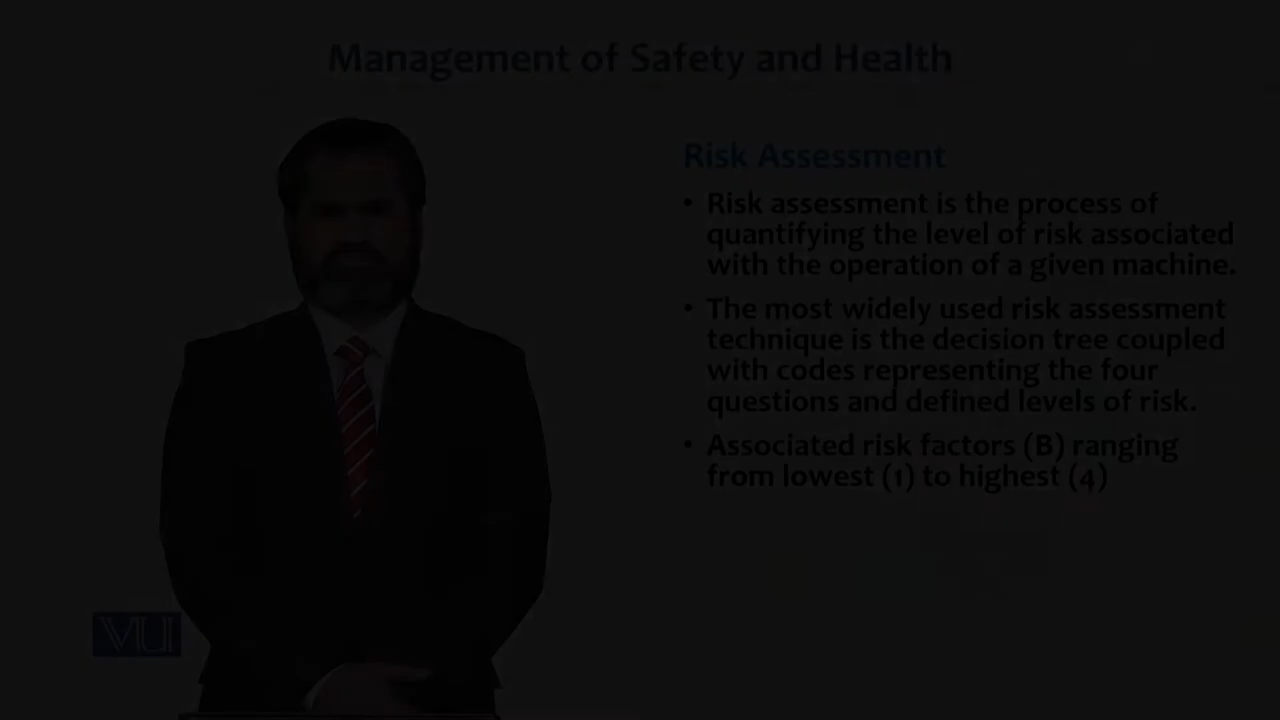 Management of Safety and Health
Risk Assessment
• Risk assessment is the process of
quantifying the level of risk associated
with the operation of a given machine.
• The most widely used risk assessment
technique is the decision tree coupled
with codes representing the four
questions and defined levels of risk.
• Associated risk factors (B) ranging
from lowest (1) to highest (4)
VU